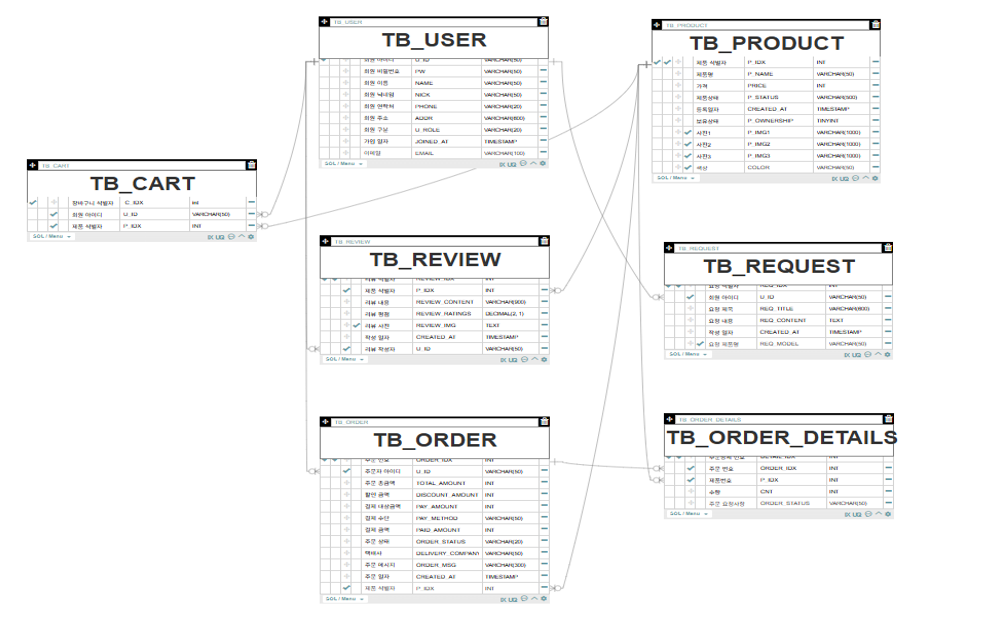 TB_USER
TB_USER
회원 아이디 U_ID VARCHAR(50)
회원 비밀번호 PW VARCHAR(50)
회원 이름 NAME VARCHAR(50)
회원 닉네임 NICK VARCHAR(50)
회원 연락처 PHONE VARCHAR(20)
회원 주소 ADDR VARCHAR(600)
회원 구분 U_ROLE VARCHAR(20)
가입 일자 JOINED_AT TIMESTAMP
이메일 EMAIL VARCHAR(100)
SQL / Menu IX UQ
TB_PRODUCT
TB_PRODUCT
제품 식별자 P_IDX INT
제품명 P_NAME VARCHAR(50)
가격 PRICE INT
제품상태 P_STATUS VARCHAR(500)
등록일자 CREATED_AT TIMESTAMP
보유상태 P_OWNERSHIP TINYINT
사진1 P_IMG1 VARCHAR(1000)
사진2 P_IMG2 VARCHAR(1000)
사진3 P_IMG3 VARCHAR(1000)
색상 COLOR VARCHAR(50)
SQL / Menu IX UQ
TB_CART
TB_CART
장바구니 식별자 C_IDX int
회원 아이디 U_ID VARCHAR(50)
제품 식별자 P_IDX INT
SQL / Menu IX UQ
TB_REVIEW
TB_REVIEW
리뷰 식별자 REVIEW_IDX INT
제품 식별자 P_IDX INT
리뷰 내용 REVIEW_CONTENT VARCHAR(900)
리뷰 평점 REVIEW_RATINGS DECIMAL(2, 1)
리뷰 사진 REVIEW_IMG TEXT
작성 일자 CREATED_AT TIMESTAMP
리뷰 작성자 U_ID VARCHAR(50)
SQL / Menu IX UQ
TB_REQUEST
TB_REQUEST
요청 식별자 REQ_IDX INT
회원 아이디 U_ID VARCHAR(50)
요청 제목 REQ_TITLE VARCHAR(600)
요청 내용 REQ_CONTENT TEXT
작성 일자 CREATED_AT TIMESTAMP
요청 제품명 REQ_MODEL VARCHAR(50)
SQL / Menu IX UQ
TB_ORDER
TB_ORDER
주문 번호 ORDER_IDX INT
주문자 아이디 U_ID VARCHAR(50)
주문 총금액 TOTAL_AMOUNT INT
할인 금액 DISCOUNT_AMOUNT INT
결제 대상금액 PAY_AMOUNT INT
결제 수단 PAY_METHOD VARCHAR(50)
결제 금액 PAID_AMOUNT INT
주문 상태 ORDER_STATUS VARCHAR(20)
택배사 DELIVERY_COMPANY VARCHAR(50)
주문 메시지 ORDER_MSG VARCHAR(300)
주문 일자 CREATED_AT TIMESTAMP
제품 식별자 P_IDX INT
SQL / Menu IX UQ
TB_ORDER_DETAILS
TB_ORDER_DETAILS
DETAIL_IDX INT
주문 번호 ORDER_IDX INT
제품번호 P_IDX INT
수량 CNT INT
주문 요청사항 ORDER_STATUS VARCHAR(50)
SQL / Menu IX UQ